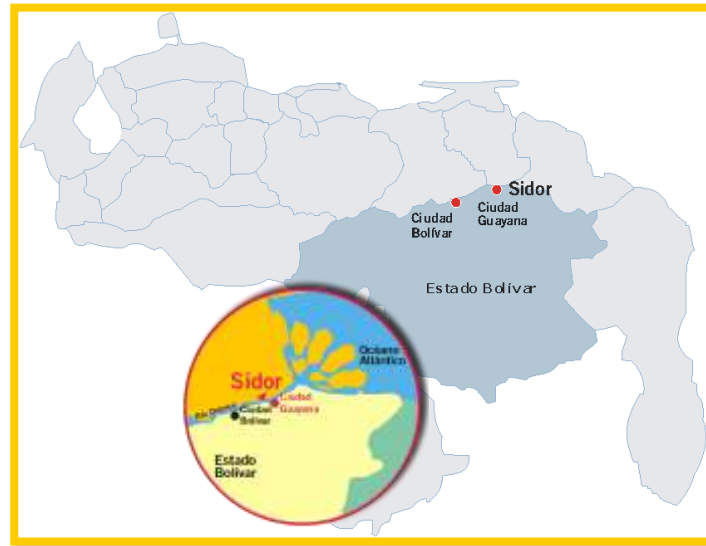 Sidor
Ciudad
Guayana
Ciudad
Bolívar
Estado Bolívar
Océano
Atlántico
Sidor
Ciudad
Guayana
Ciudad
Bolívar
Estado
Bolívar